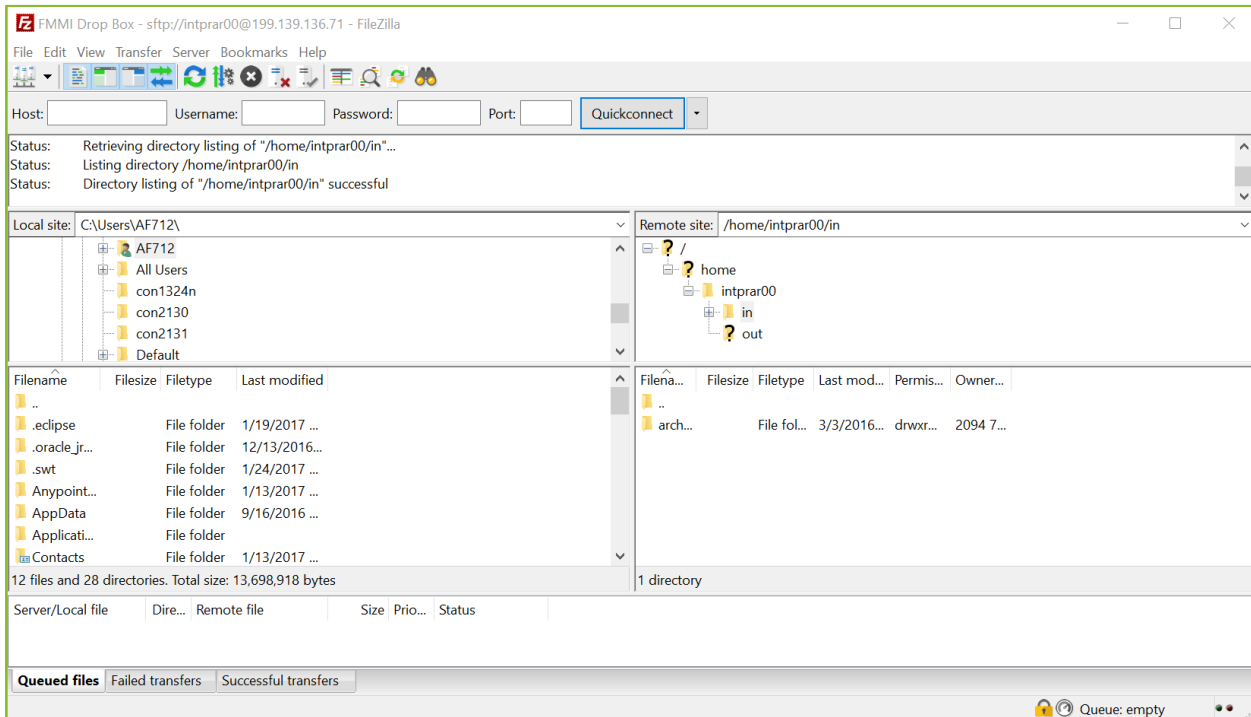 FMMI Drop Box - sftp://intprar00@199.139.136.71 - FileZilla
File Edit View Transfer Server Bookmarks Help
Host: Username: Password: Port: Quickconnect
Status: Retrieving directory listing of "/home/intprar00/in"...
Status: Listing directory /home/intprar00/in
Status: Directory listing of "/home/intprar00/in" successful
Local site: C:\Users\AF712\
AF712
All Users
con1324n
con2130
con2131
Default
Remote site: /home/intprar00/in
/
home
intprar00
in
out
Filename Filesize Filetype Last modified
..
.eclipse File folder 1/19/2017 ...
.oracle_jr... File folder 12/13/2016...
.swt File folder 1/24/2017 ...
Anypoint... File folder 1/13/2017 ...
AppData File folder 9/16/2016 ...
Applicati... File folder
Contacts File folder 1/13/2017 ...
12 files and 28 directories. Total size: 13,698,918 bytes
Filena... Filesize Filetype Last mod... Permis... Owner...
..
arch... File fol... 3/3/2016... drwxr... 2094 7...
1 directory
Server/Local file Dire... Remote file Size Prio... Status
Queued files Failed transfers Successful transfers
Queue: empty